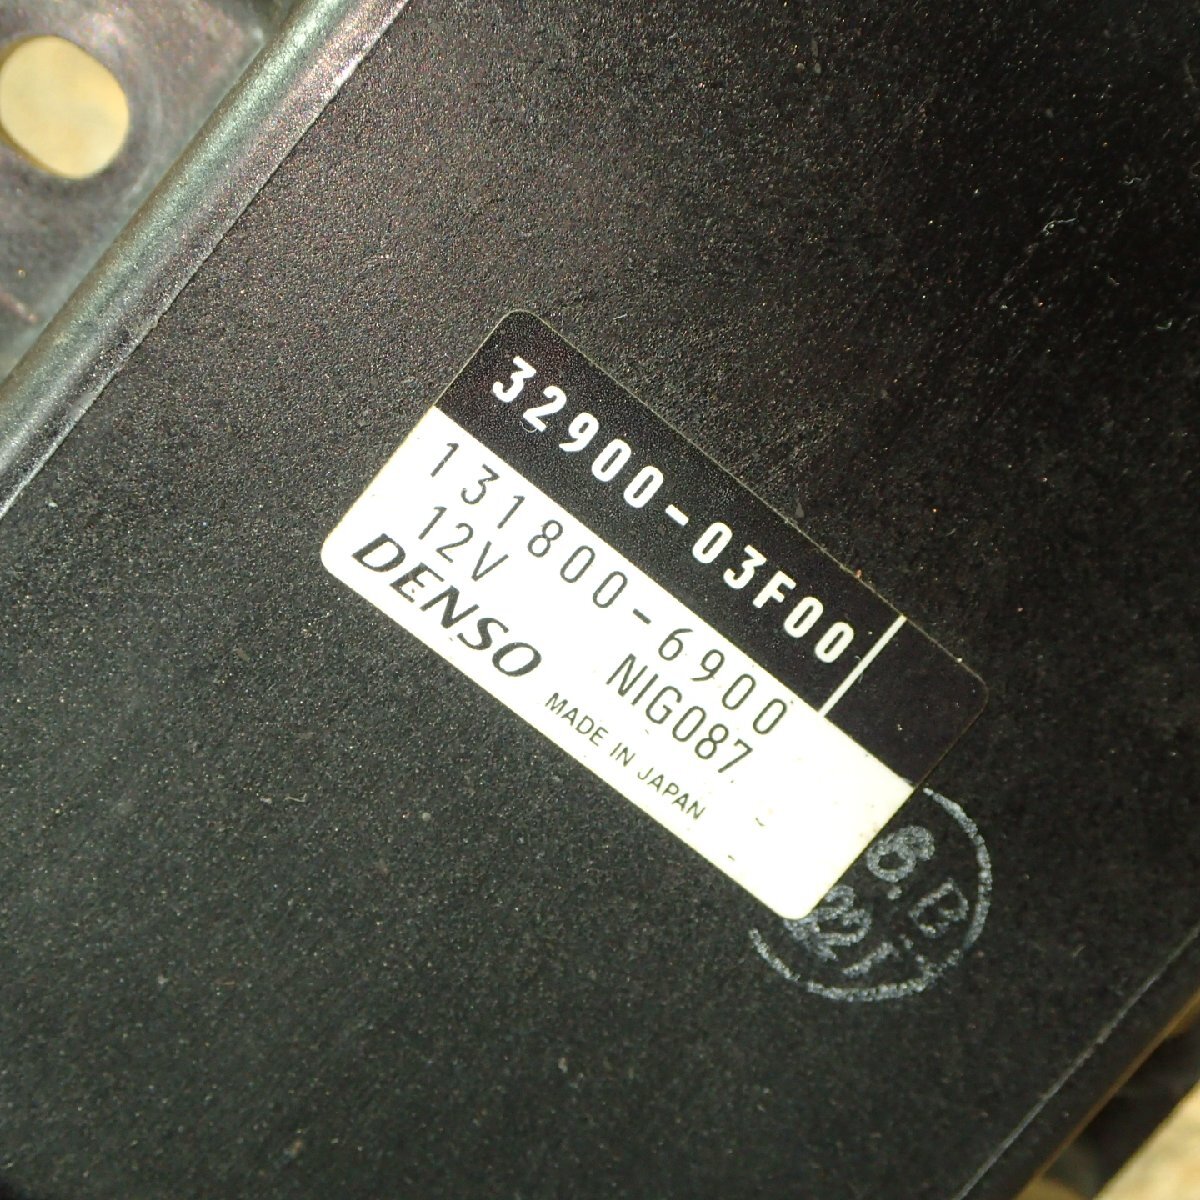 32900-03F00
131800-6900
12V NIG087
DENSO MADE IN JAPAN